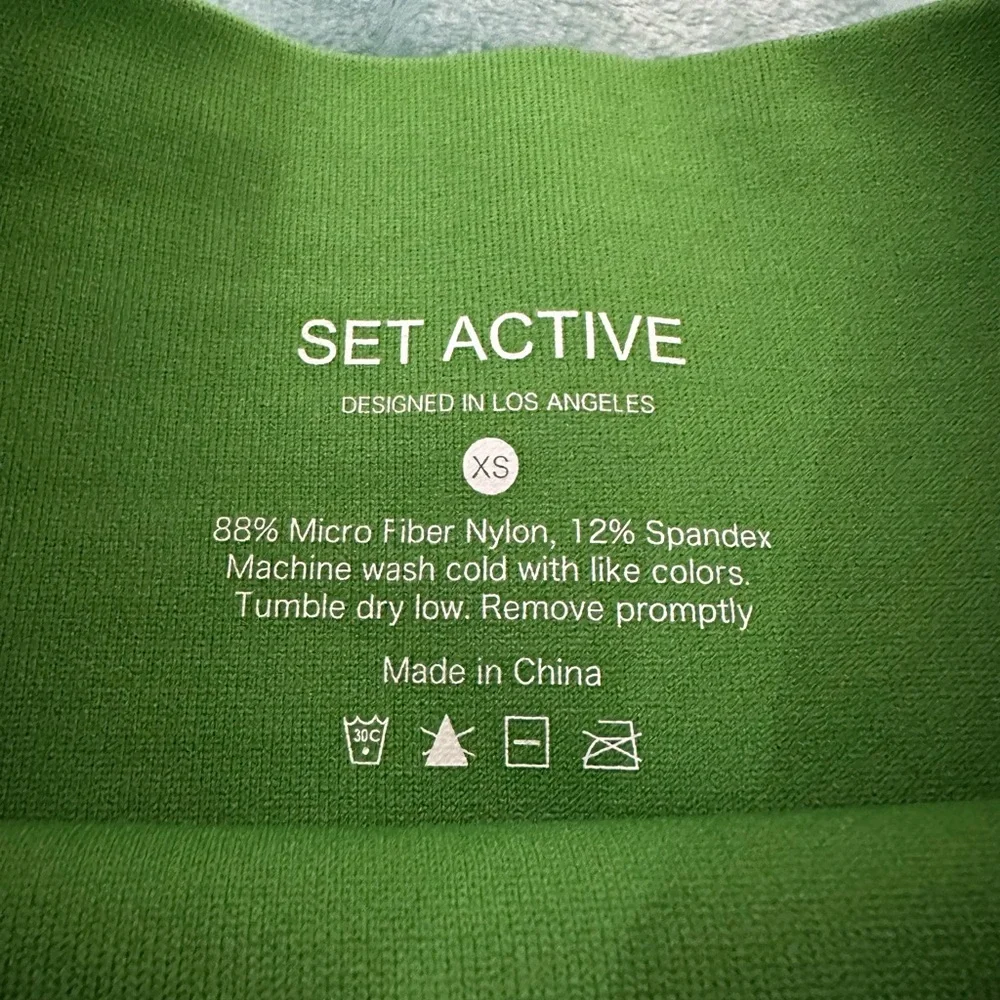 SET ACTIVE
DESIGNED IN LOS ANGELES
XS
88% Micro Fiber Nylon, 12% Spandex
Machine wash cold with like colors.
Tumble dry low. Remove promptly
Made in China
30C